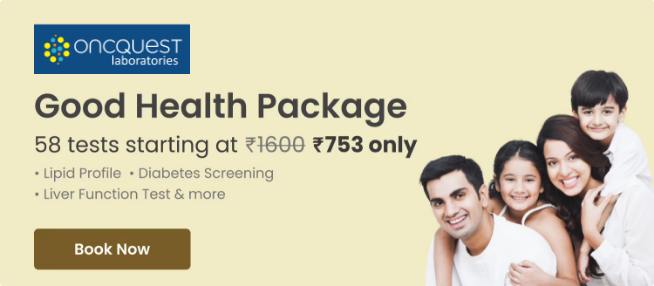 oncquest
laboratories
Good Health Package
58 tests starting at ₹1600 ₹753 only
• Lipid Profile • Diabetes Screening
• Liver Function Test & more
Book Now